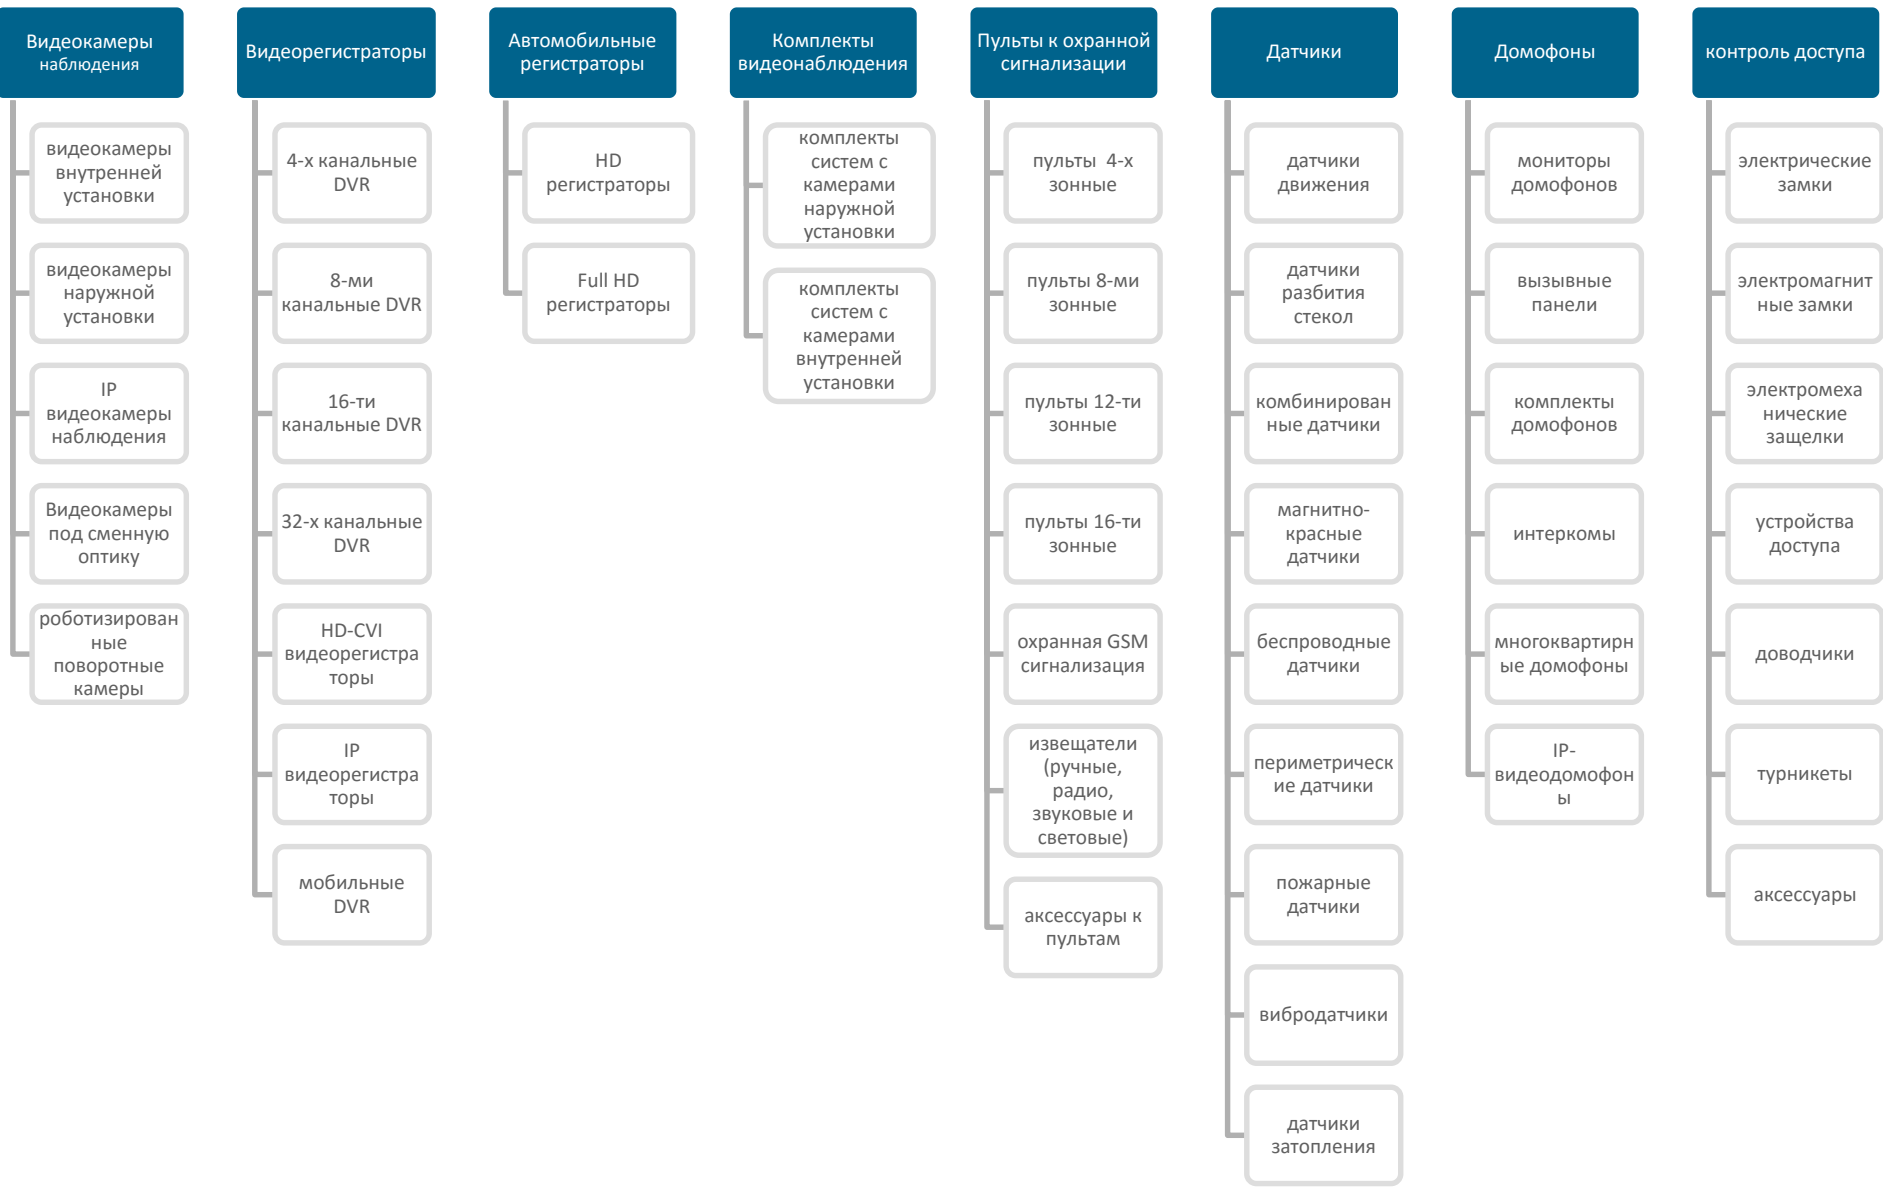 Видеокамеры
наблюдения
видеокамеры
внутренней
установки
видеокамеры
наружной
установки
IP
видеокамеры
наблюдения
Видеокамеры
под сменную
оптику
роботизирован
ные
поворотные
камеры
Видеорегистраторы
4-х канальные
DVR
8-ми
канальные DVR
16-ти
канальные DVR
32-х канальные
DVR
HD-CVI
видеорегистра
торы
IP
видеорегистра
торы
мобильные
DVR
Автомобильные
регистраторы
HD
регистраторы
Full HD
регистраторы
Комплекты
видеонаблюдения
комплекты
систем с
камерами
наружной
установки
комплекты
систем с
камерами
внутренней
установки
Пульты к охранной
сигнализации
пульты 4-х
зонные
пульты 8-ми
зонные
пульты 12-ти
зонные
пульты 16-ти
зонные
охранная GSM
сигнализация
извещатели
(ручные,
радио,
звуковые и
световые)
аксессуары к
пультам
Датчики
датчики
движения
датчики
разбития
стекол
комбинирован
ные датчики
магнитно-
красные
датчики
беспроводные
датчики
периметрическ
ие датчики
пожарные
датчики
вибродатчики
датчики
затопления
Домофоны
мониторы
домофонов
вызывные
панели
комплекты
домофонов
интеркомы
многоквартирн
ые домофоны
IP-
видеодомофон
ы
контроль доступа
электрические
замки
электромагнит
ные замки
электромеха
нические
защелки
устройства
доступа
доводчики
турникеты
аксессуары